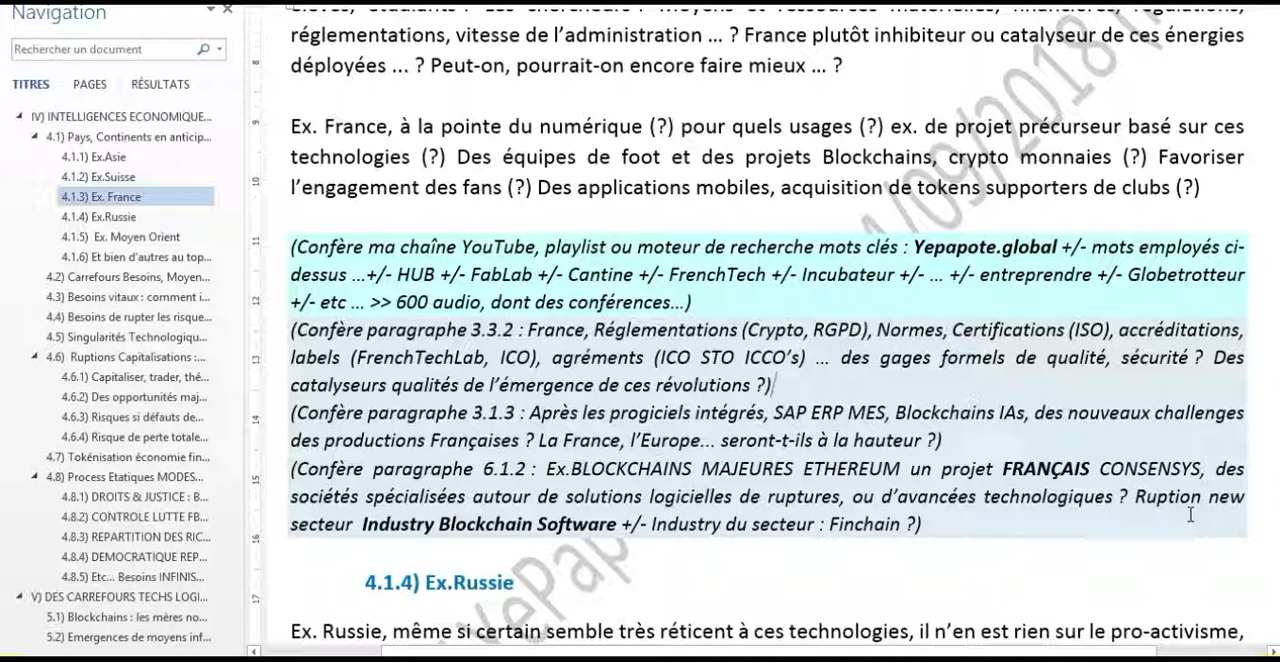 Navigation
Rechercher un document
TITRES PAGES RÉSULTATS
IV) INTELLIGENCES ECONOMIQUE...
4.1) Pays, Continents en anticip...
4.1.1) Ex.Asie
4.1.2) Ex.Suisse
4.1.3) Ex. France
4.1.4) Ex.Russie
4.1.5) Ex. Moyen Orient
4.1.6) Et bien d'autres au top...
4.2) Carrefours Besoins, Moyen...
4.3) Besoins vitaux : comment i...
4.4) Besoins de rupter les risque...
4.5) Singularités Technologiqu...
4.6) Ruptions Capitalisations :...
4.6.1) Capitaliser, trader, thé...
4.6.2) Des opportunités maj...
4.6.3) Risques si défauts de...
4.6.4) Risque de perte totale...
4.7) Tokénisation économie fin...
4.8) Process Etatiques MODES...
4.8.1) DROITS & JUSTICE : B...
4.8.2) CONTROLE LUTTE FB...
4.8.3) REPARTITION DES RIC...
4.8.4) DEMOCRATIQUE REP...
4.8.5) Etc... Besoins INFINIS...
V) DES CARREFOURS TECHS LOGI...
5.1) Blockchains : les mères no...
5.2) Emergences de moyens inf...
réglementations, vitesse de l'administration ... ? France plutôt inhibiteur ou catalyseur de ces énergies
déployées ... ? Peut-on, pourrait-on encore faire mieux ... ?
Ex. France, à la pointe du numérique (?) pour quels usages (?) ex. de projet précurseur basé sur ces
technologies (?) Des équipes de foot et des projets Blockchains, crypto monnaies (?) Favoriser
l'engagement des fans (?) Des applications mobiles, acquisition de tokens supporters de clubs (?)
(Confère ma chaîne YouTube, playlist ou moteur de recherche mots clés : Yepapote.global +/- mots employés ci-
dessus ...+/- HUB +/- FabLab +/- Cantine +/- FrenchTech +/- Incubateur +/- ... +/- entreprendre +/- Globetrotteur
+/- etc ... >> 600 audio, dont des conférences...)
(Confère paragraphe 3.3.2 : France, Réglementations (Crypto, RGPD), Normes, Certifications (ISO), accréditations,
labels (FrenchTechLab, ICO), agréments (ICO STO ICCO's) ... des gages formels de qualité, sécurité ? Des
catalyseurs qualités de l'émergence de ces révolutions ?)
(Confère paragraphe 3.1.3 : Après les progiciels intégrés, SAP ERP MES, Blockchains IAs, des nouveaux challenges
des productions Françaises ? La France, l'Europe... seront-t-ils à la hauteur ?)
(Confère paragraphe 6.1.2 : Ex.BLOCKCHAINS MAJEURES ETHEREUM un projet FRANÇAIS CONSENSYS, des
sociétés spécialisées autour de solutions logicielles de ruptures, ou d'avancées technologiques ? Ruption new
secteur Industry Blockchain Software +/- Industry du secteur : Finchain ?)
4.1.4) Ex.Russie
Ex. Russie, même si certain semble très réticent à ces technologies, il n'en est rien sur le pro-activisme,